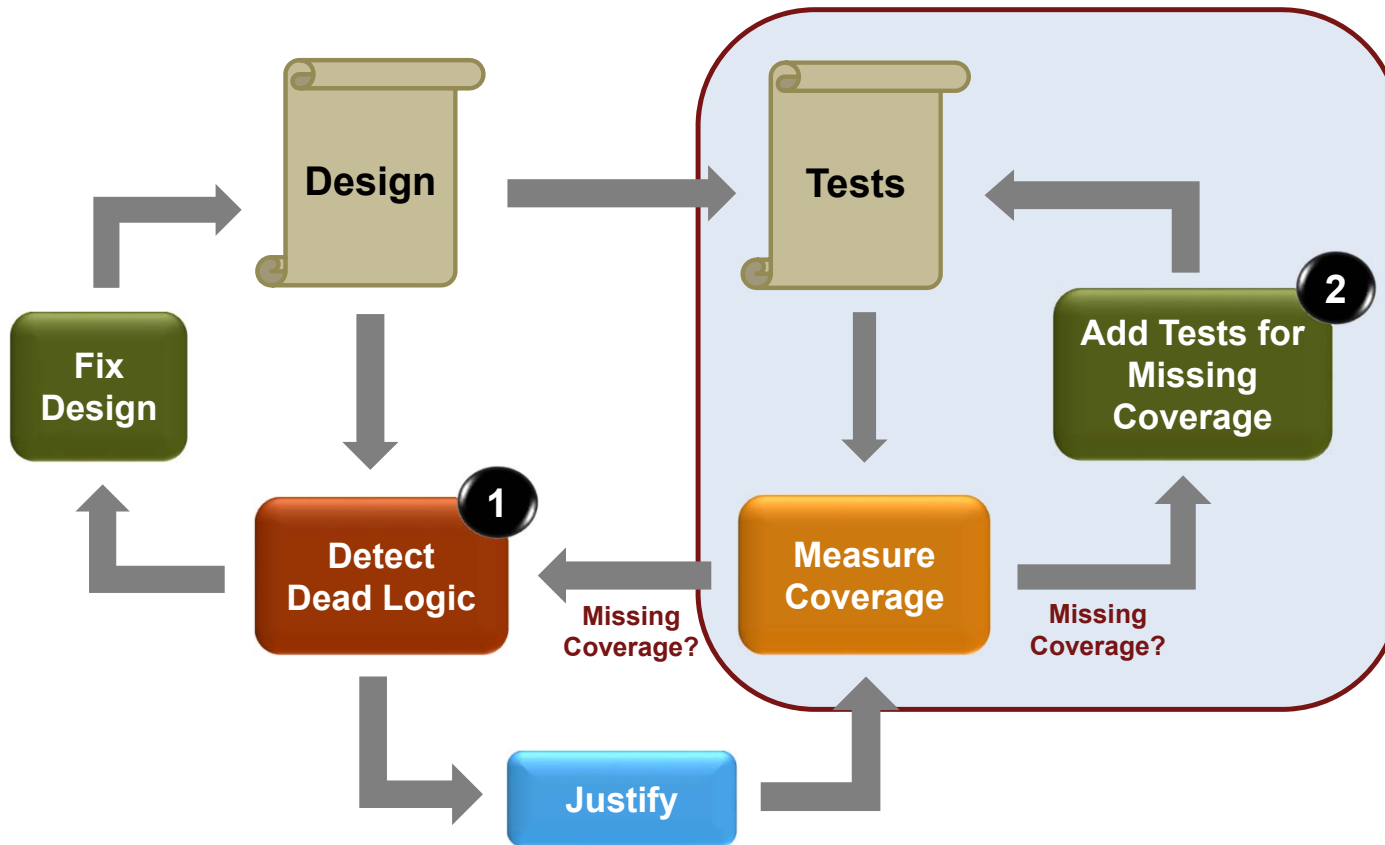 Design
Tests
2
Add Tests for
Missing
Coverage
Fix
Design
1
Detect
Dead Logic
Measure
Coverage
Missing
Coverage?
Missing
Coverage?
Justify